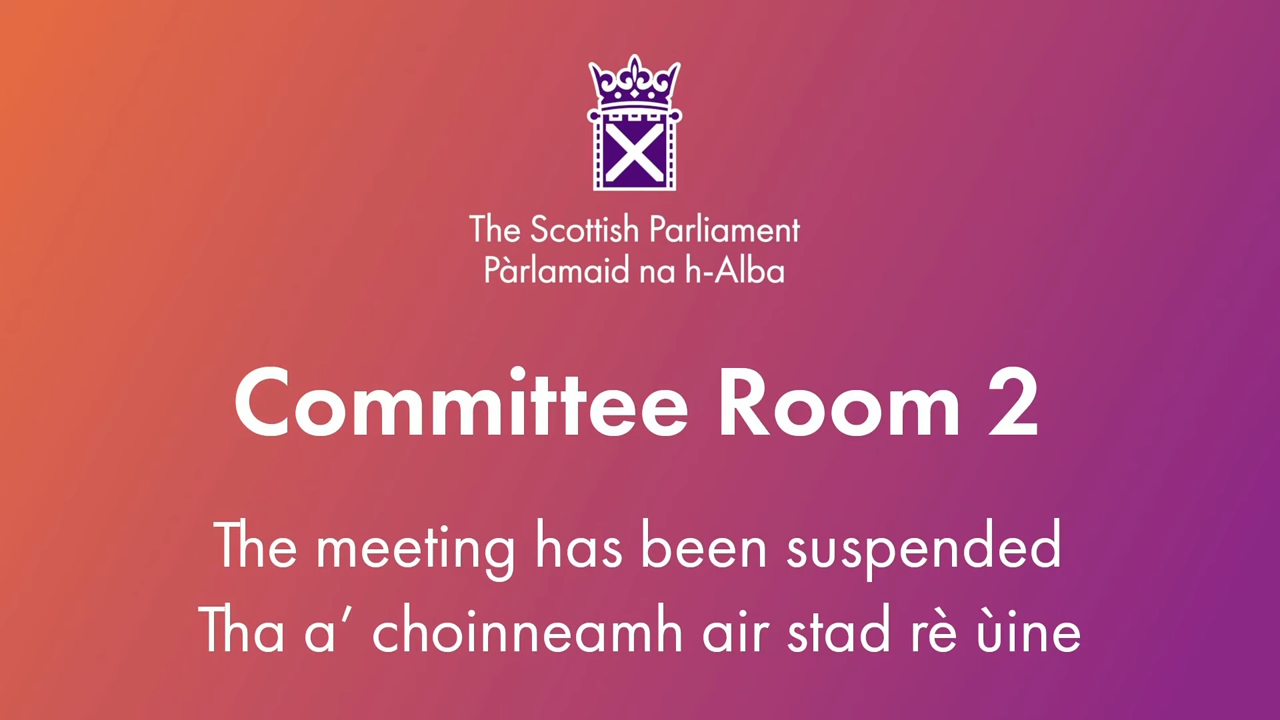 The Scottish Parliament
Pàrlamaid na h-Alba
Committee Room 2
The meeting has been suspended
Tha a’ choinneamh air stad rè ùine